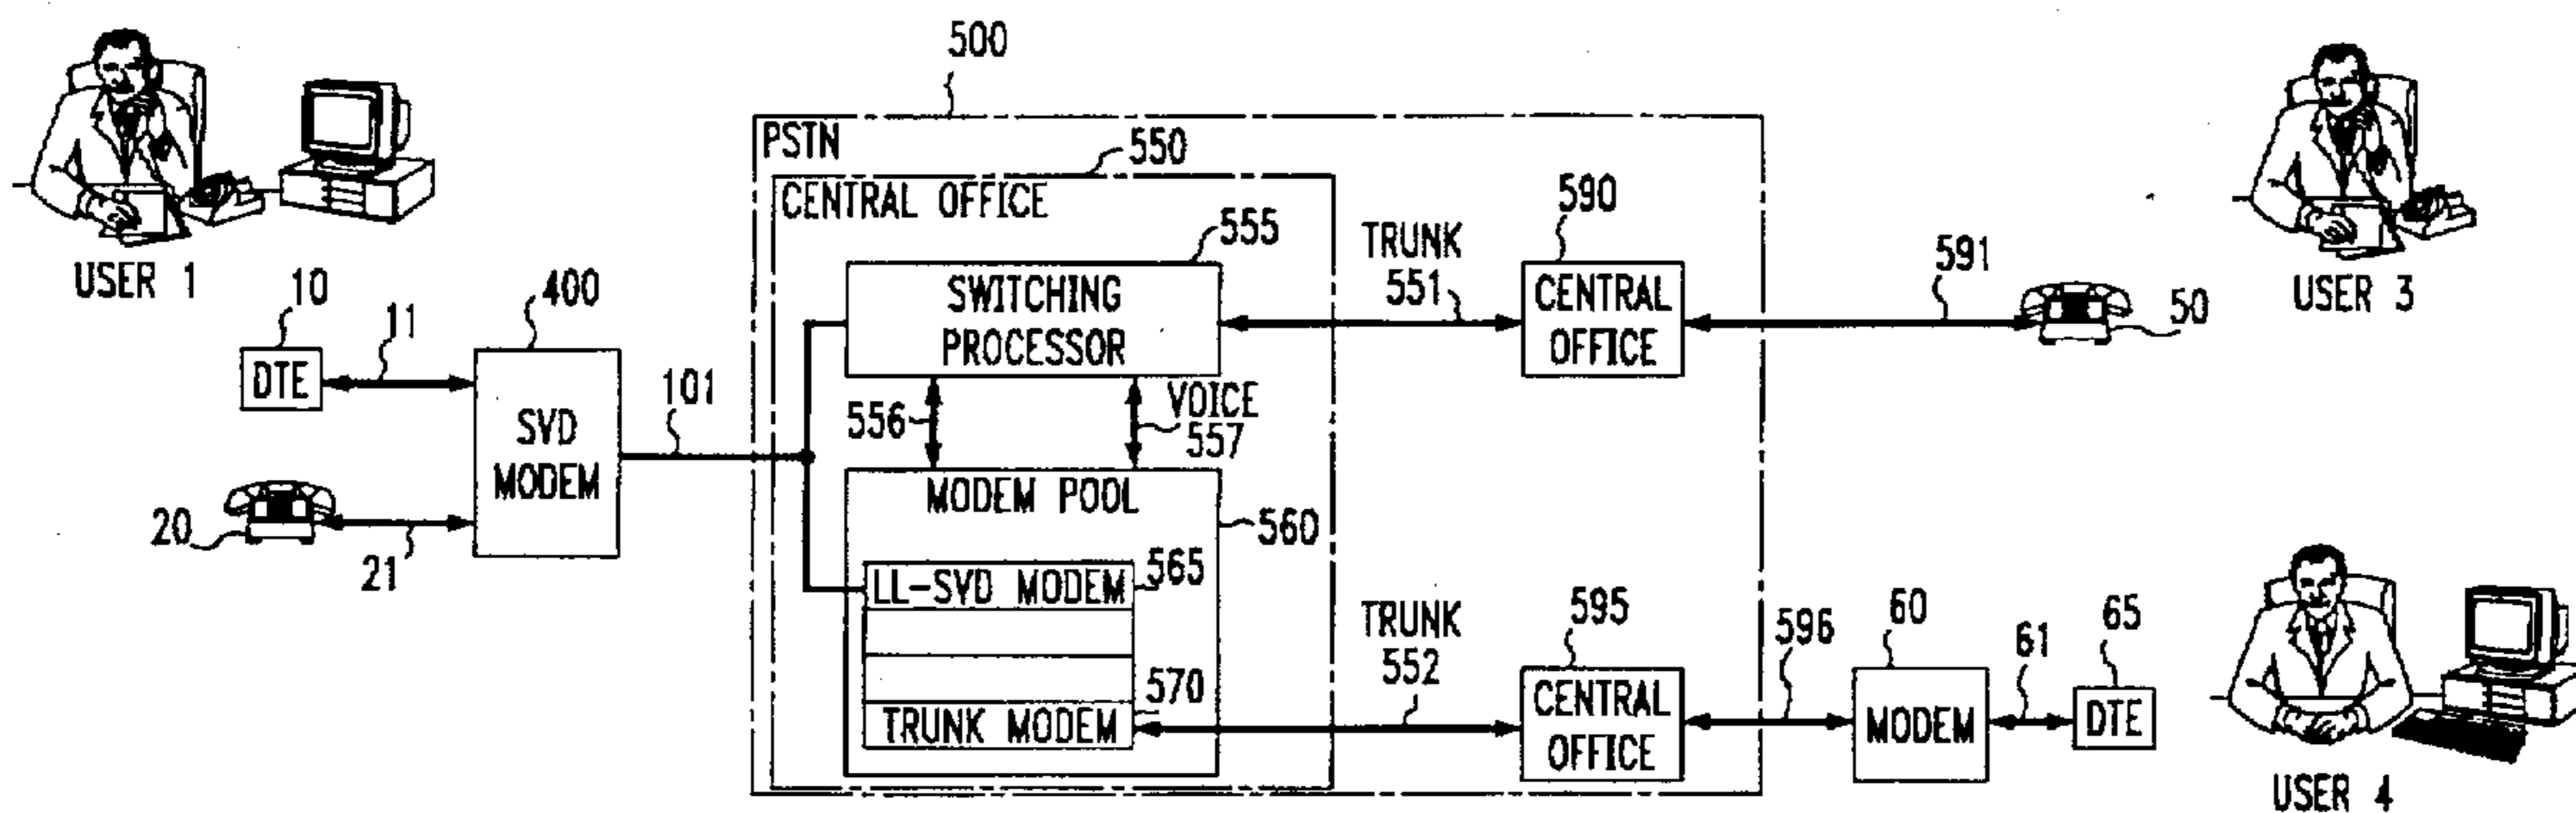 500
PSTN
550
CENTRAL OFFICE
555
SWITCHING
PROCESSOR
556
VOICE
557
MODEM POOL
560
LL-SVD MODEM
565
570
TRUNK MODEM
USER 1
10
DTE
11
400
SVD
MODEM
101
20
21
TRUNK
551
590
CENTRAL
OFFICE
591
50
USER 3
TRUNK
552
595
CENTRAL
OFFICE
596
60
MODEM
61
65
DTE
USER 4